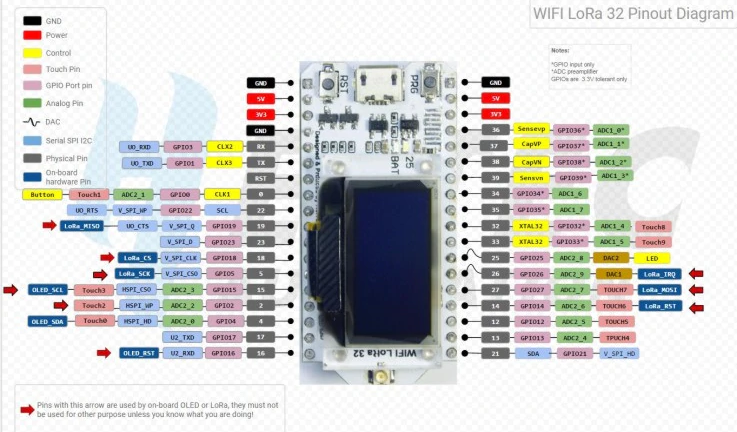 WIFI LoRa 32 Pinout Diagram
GND
Power
Control
Touch Pin
GPIO Port pin
Analog Pin
DAC
Serial SPI I2C
Physical Pin
On-board
hardware Pin
Notes:
*GPIO input only
*ADC preamplifier
GPIOs are 3.3V tolerant only
GND
5V
3V3
GND
U0_RXD GPIO3 CLX2 RX
U0_TXD GPIO1 CLX3 TX
RST
Button Touch1 ADC2_1 GPIO0 CLX1 0
U0_RTS V_SPI_WP GPIO22 SCL 22
LoRa_MISO U0_CTS V_SPI_Q GPIO19 19
V_SPI_D GPIO23 23
LoRa_CS V_SPI_CLK GPIO18 18
LoRa_SCK V_SPI_CS0 GPIO5 5
OLED_SCL Touch3 HSPI_CSO ADC2_3 GPIO15 15
Touch2 HSPI_WP ADC2_2 GPIO2 2
OLED_SDA Touch0 HSPI_HD ADC2_0 GPIO4 4
U2_TXD GPIO17 17
OLED_RST U2_RXD GPIO16 16
RST
PRG
BAT
25
WIFI LoRa 32
GND
5V
3V3
36 Sensevp GPIO36* ADC1_0*
37 CapVP GPIO37* ADC1_1*
38 CapVN GPIO38* ADC1_2*
39 Sensvn GPIO39* ADC1_3*
34 GPIO34* ADC1_6
35 GPIO35* ADC1_7
32 XTAL32 GPIO32* ADC1_4 Touch8
33 XTAL32 GPIO33* ADC1_5 Touch9
25 GPIO25 ADC2_8 DAC2 LED
26 GPIO26 ADC2_9 DAC1 LoRa_IRQ
27 GPIO27 ADC2_7 TOUCH7 LoRa_MOSI
14 GPIO14 ADC2_6 TOUCH6 LoRa_RST
12 GPIO12 ADC2_5 TOUCH5
13 GPIO13 ADC2_4 TPUCH4
21 SDA GPIO21 V_SPI_HD
Pins with this arrow are used by on-board OLED or LoRa, they must not
be used for other purpose unless you know what you are doing!